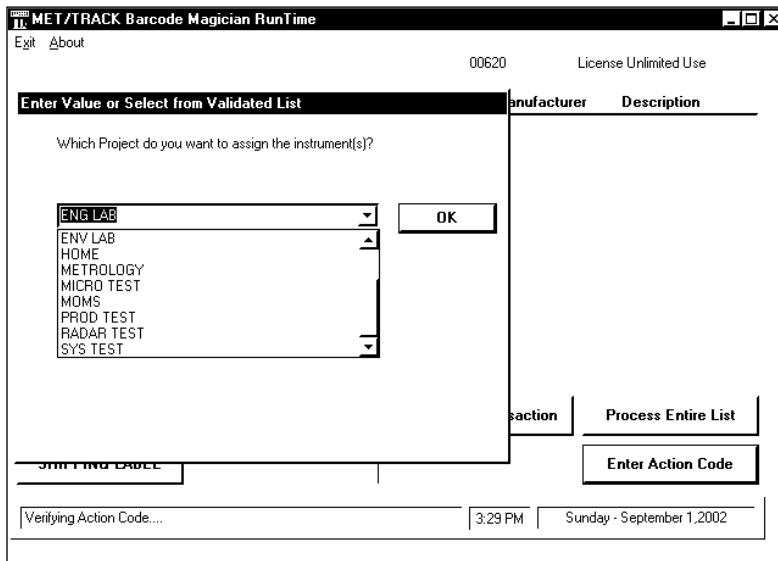 MET/TRACK Barcode Magician RunTime
Exit About
00620 License Unlimited Use
Enter Value or Select from Validated List
anufacturer Description
Which Project do you want to assign the instrument(s)?
ENG LAB
OK
ENV LAB
HOME
METROLOGY
MICRO TEST
MOMS
PROD TEST
RADAR TEST
SYS TEST
saction Process Entire List
SHIPPING LABEL Enter Action Code
Verifying Action Code.... 3:29 PM Sunday - September 1,2002